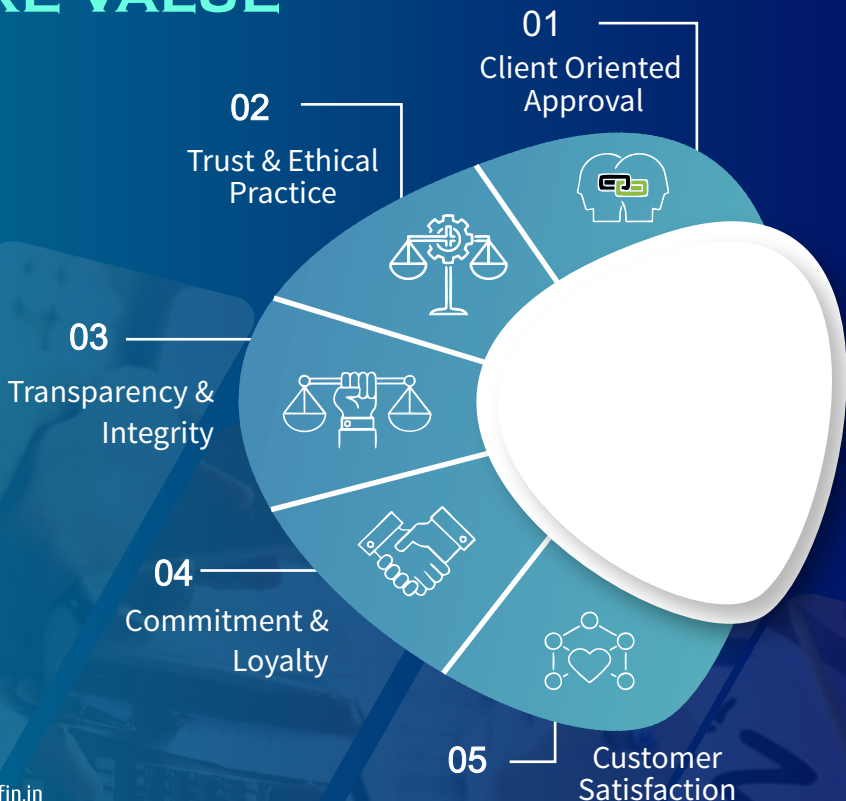 VALUE
01
Client Oriented
Approval
02
Trust & Ethical
Practice
03
Transparency &
Integrity
04
Commitment &
Loyalty
05
Customer
Satisfaction
fin.in